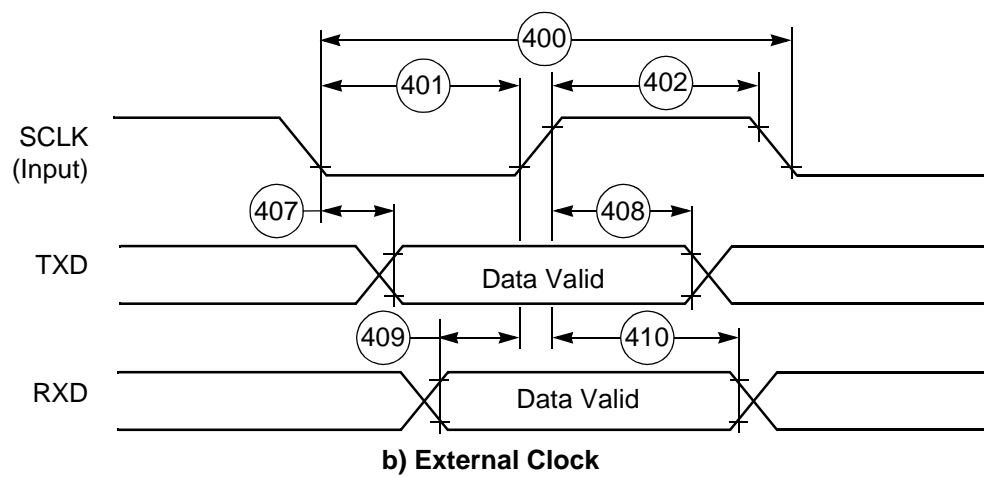 400
401
402
SCLK
(Input)
407
408
TXD
Data Valid
409
410
RXD
Data Valid
b) External Clock